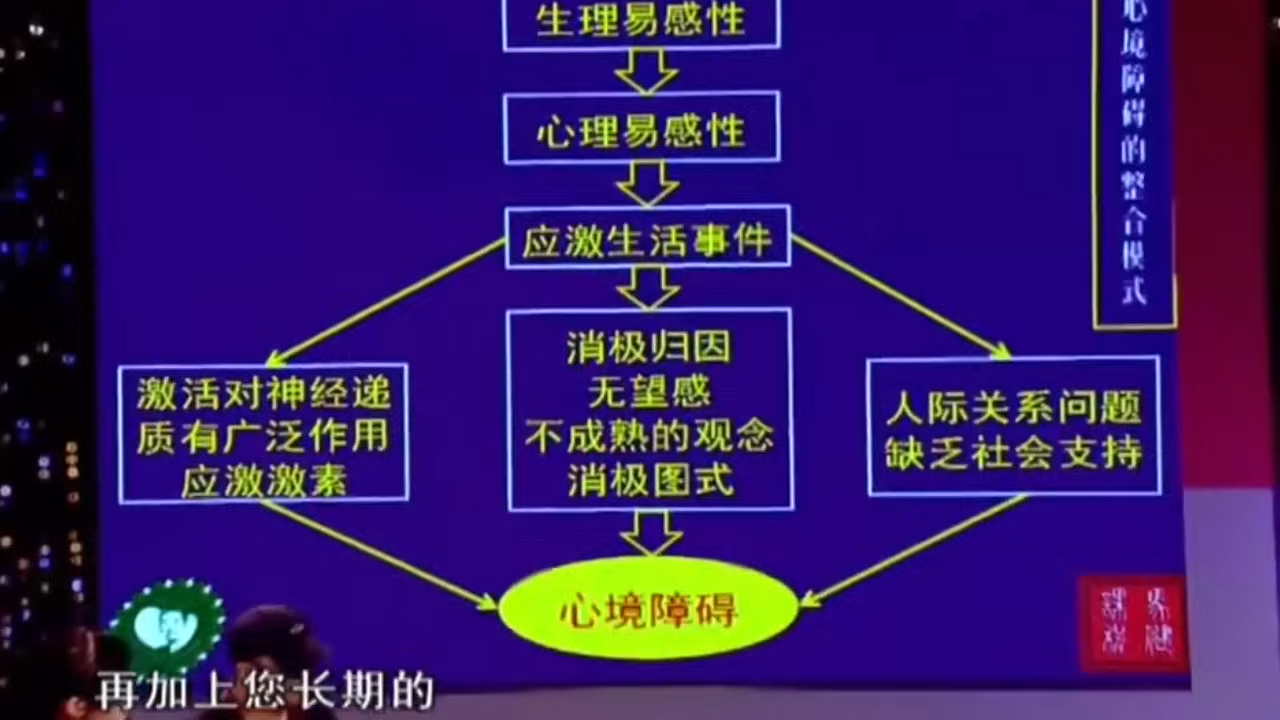 生理易感性
心理易感性
应激生活事件
激活对神经递
质有广泛作用
应激激素
消极归因
无望感
不成熟的观念
消极图式
人际关系问题
缺乏社会支持
心境障碍
心境障碍的整合模式
再加上您长期的